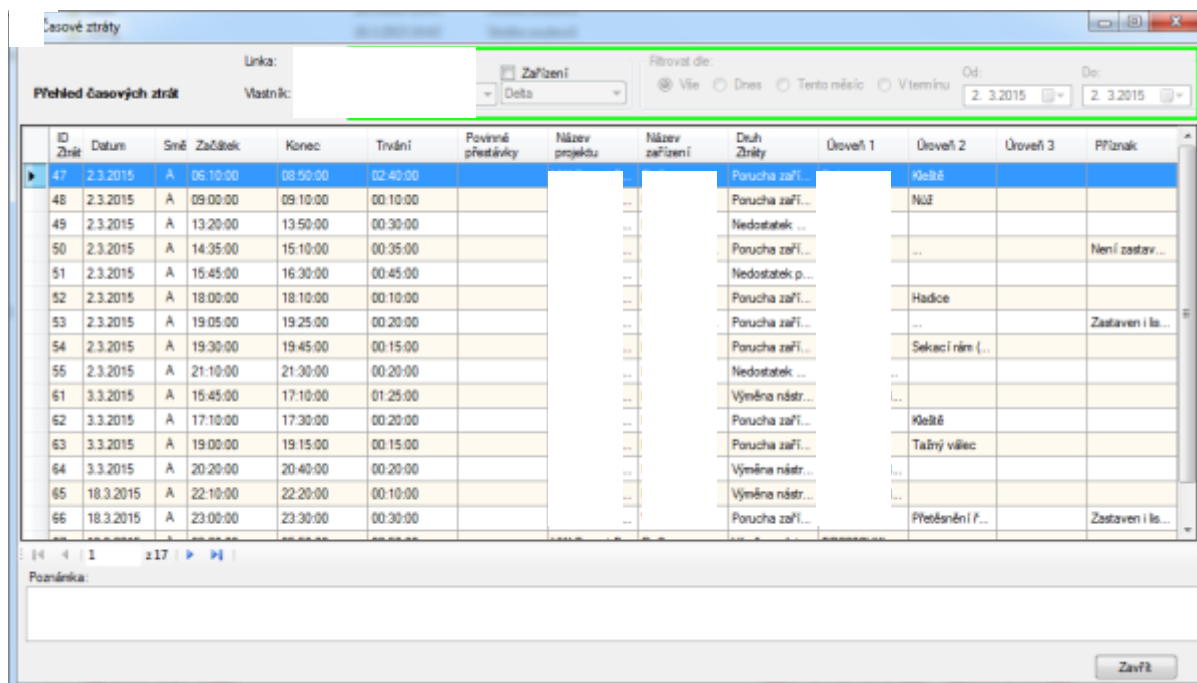 Časové ztráty
Linka:
Zařízení
Filtrovat dle:
Přehled časových ztrát
Vlastník:
Delta
Vše Dnes Tento měsíc V termínu
Od: Do:
2. 3.2015 2. 3.2015
ID Ztrát Datum Smě Začátek Konec Trvání Povinné přestávky Název projektu Název zařízení Druh Ztráty Úroveň 1 Úroveň 2 Úroveň 3 Příznak
47 2.3.2015 A 06:10:00 08:50:00 02:40:00 Porucha zaří... Kleště
48 2.3.2015 A 09:00:00 09:10:00 00:10:00 Porucha zaří... Nůž
49 2.3.2015 A 13:20:00 13:50:00 00:30:00 Nedostatek ...
50 2.3.2015 A 14:35:00 15:10:00 00:35:00 Porucha zaří... ... Není zastav...
51 2.3.2015 A 15:45:00 16:30:00 00:45:00 Nedostatek p...
52 2.3.2015 A 18:00:00 18:10:00 00:10:00 Porucha zaří... Hadice
53 2.3.2015 A 19:05:00 19:25:00 00:20:00 Porucha zaří... ... Zastaven i lis...
54 2.3.2015 A 19:30:00 19:45:00 00:15:00 Porucha zaří... Sekací rám (...
55 2.3.2015 A 21:10:00 21:30:00 00:20:00 Nedostatek ...
61 3.3.2015 A 15:45:00 17:10:00 01:25:00 Výměna nástr...
62 3.3.2015 A 17:10:00 17:30:00 00:20:00 Porucha zaří... Kleště
63 3.3.2015 A 19:00:00 19:15:00 00:15:00 Porucha zaří... Tažný válec
64 3.3.2015 A 20:20:00 20:40:00 00:20:00 Výměna nástr...
65 18.3.2015 A 22:10:00 22:20:00 00:10:00 Výměna nástr...
66 18.3.2015 A 23:00:00 23:30:00 00:30:00 Porucha zaří... Přetěsnění ř... Zastaven i lis...
1 z 17
Poznámka:
Zavřít